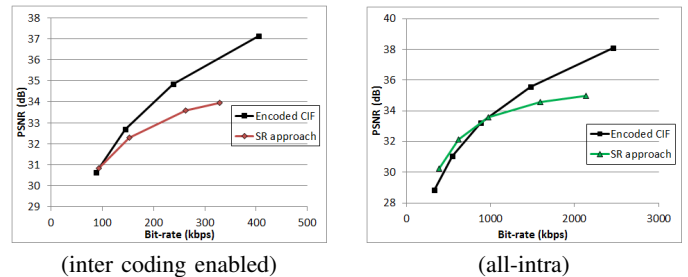 38
37
36
35
34
33
32
31
30
29
PSNR (dB)
0 100 200 300 400 500
Bit-rate (kbps)
Encoded CIF
SR approach
(inter coding enabled)
40
38
36
34
32
30
28
PSNR (dB)
0 1000 2000 3000
Bit-rate (kbps)
Encoded CIF
SR approach
(all-intra)